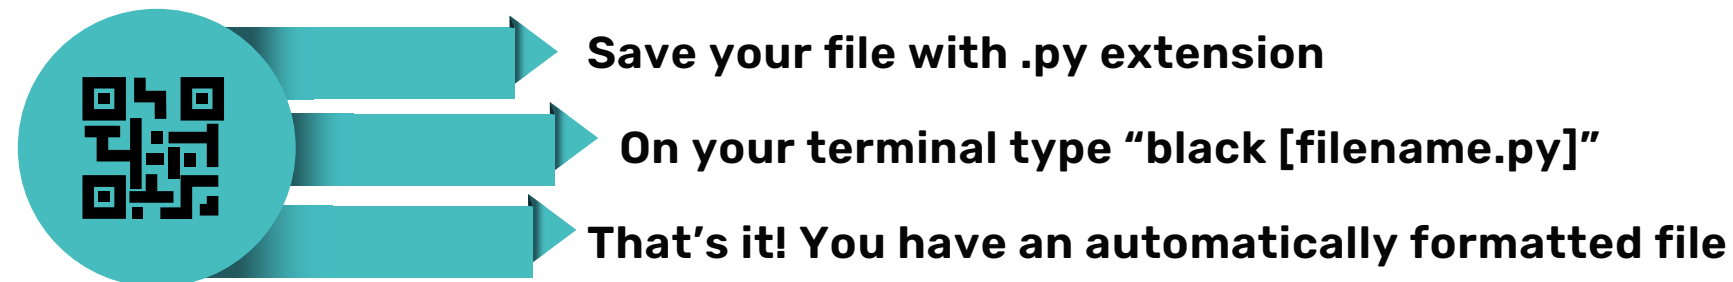 Save your file with .py extension
On your terminal type “black [filename.py]”
That’s it! You have an automatically formatted file